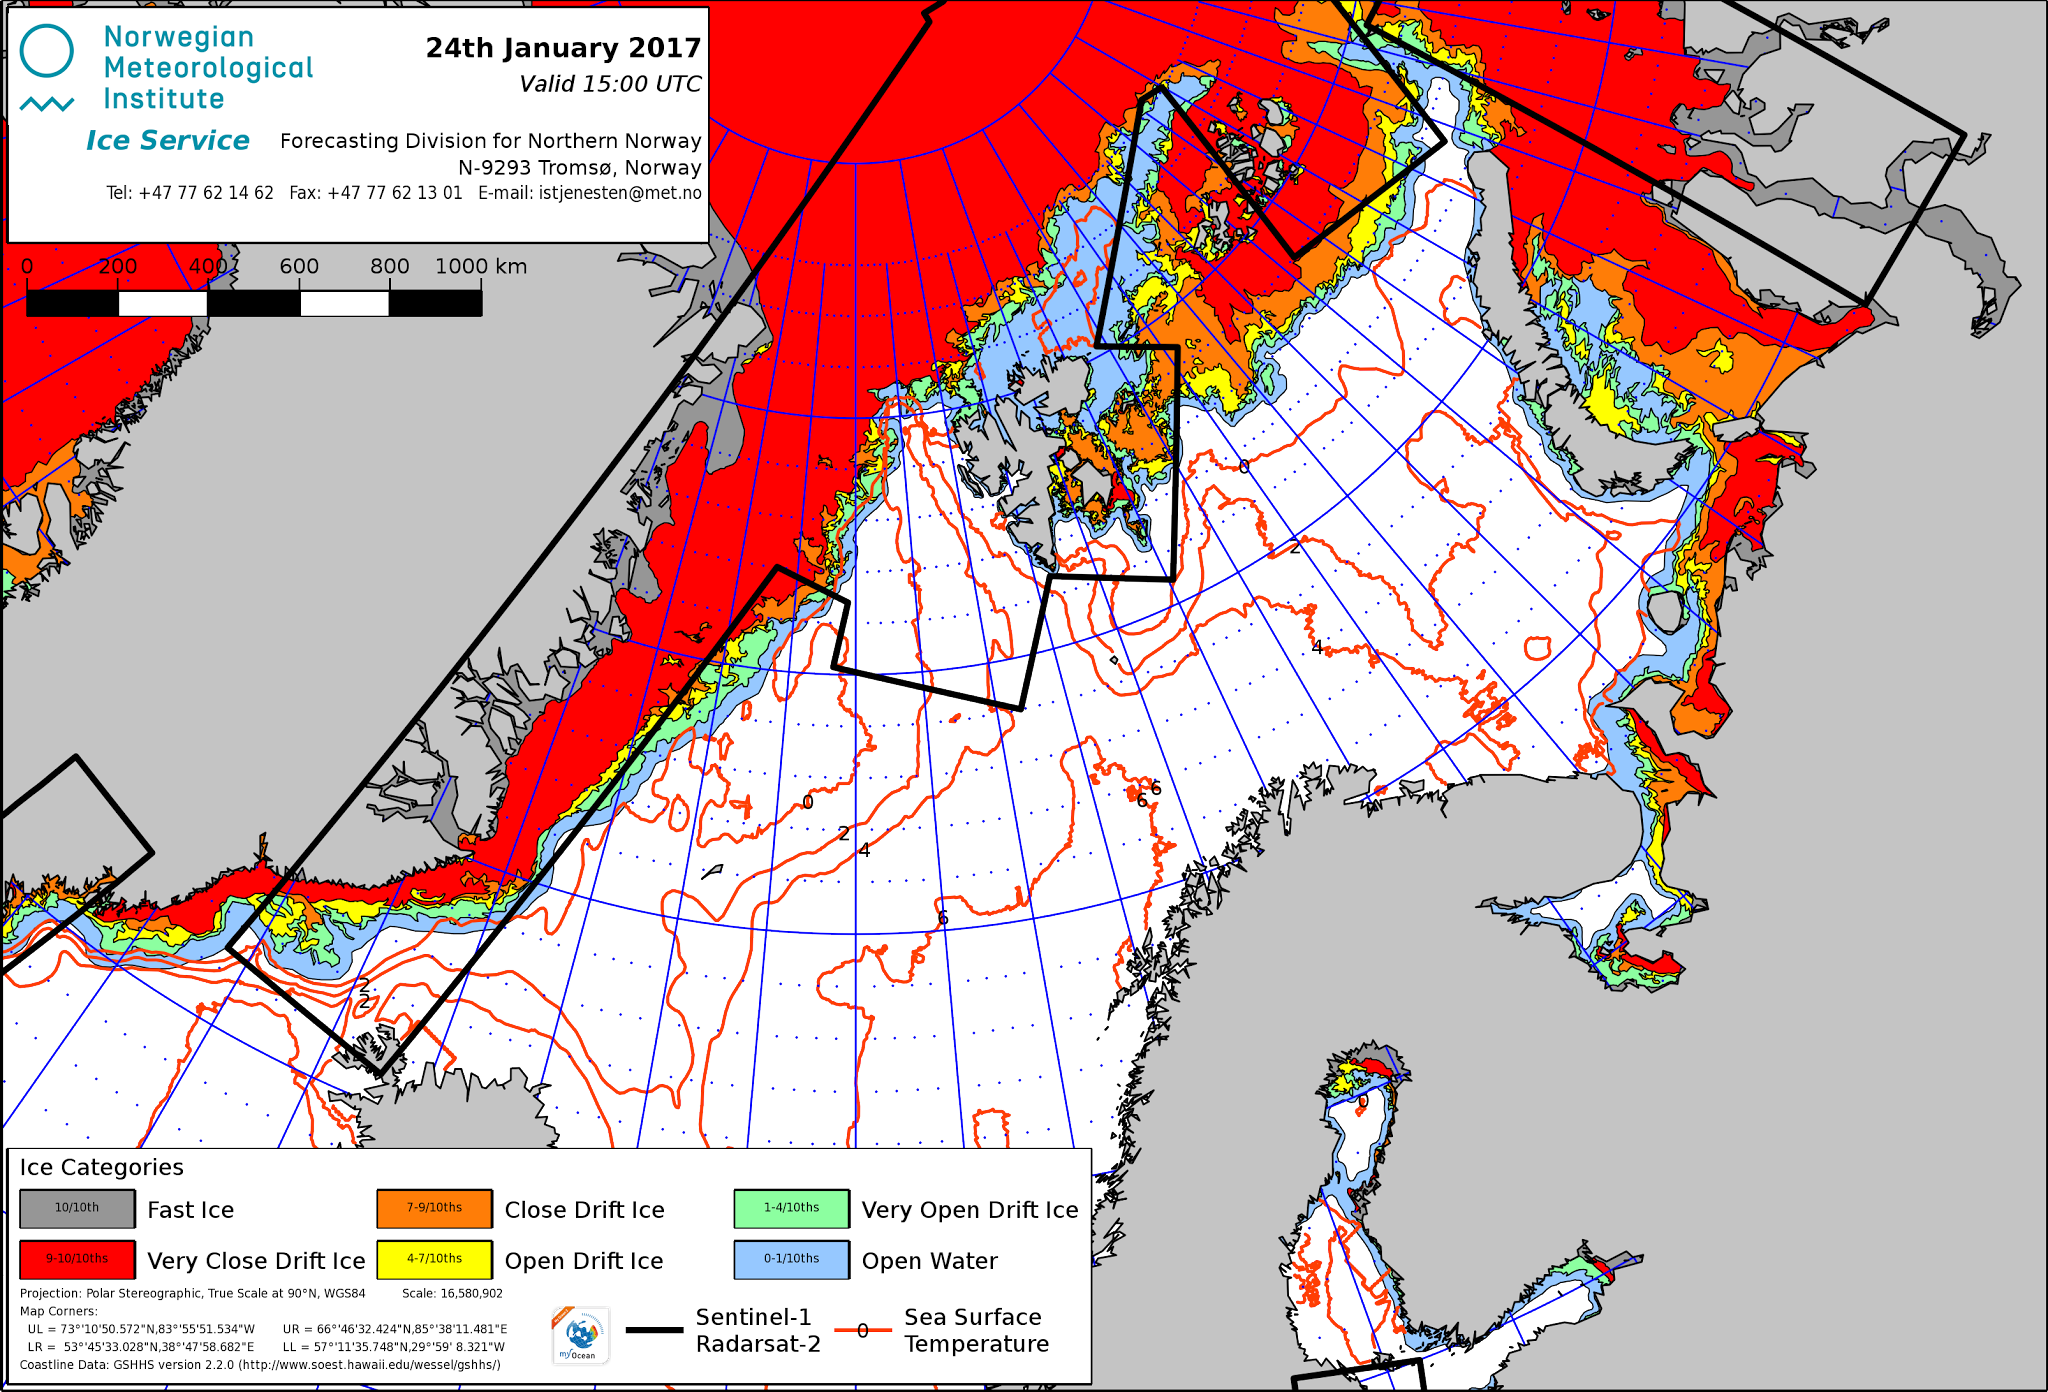 Norwegian
Meteorological
Institute
Ice Service
24th January 2017
Valid 15:00 UTC
Forecasting Division for Northern Norway
N-9293 Tromsø, Norway
Tel: +47 77 62 14 62 Fax: +47 77 62 13 01 E-mail: istjenesten@met.no
0 200 400 600 800 1000 km
0
2
4
6
6
0
2
4
6
2
2
0
Ice Categories
10/10th Fast Ice
7-9/10ths Close Drift Ice
1-4/10ths Very Open Drift Ice
9-10/10ths Very Close Drift Ice
4-7/10ths Open Drift Ice
0-1/10ths Open Water
Projection: Polar Stereographic, True Scale at 90°N, WGS84 Scale: 16,580,902
Map Corners:
UL = 73°10'50.572"N,83°55'51.534"W UR = 66°46'32.424"N,85°38'11.481"E
LR = 53°45'33.028"N,38°47'58.682"E LL = 57°11'35.748"N,29°59' 8.321"W
Coastline Data: GSHHS version 2.2.0 (http://www.soest.hawaii.edu/wessel/gshhs/)
myOcean
Sentinel-1
Radarsat-2
0
Sea Surface
Temperature